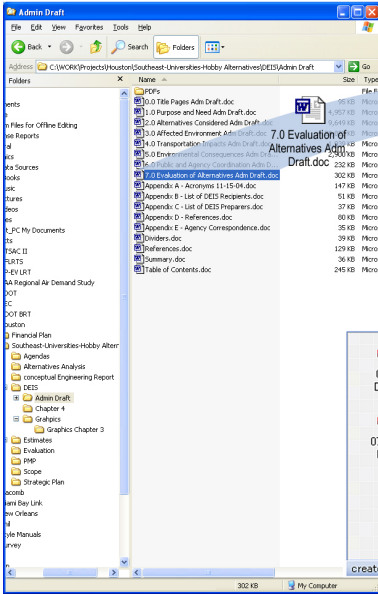 Admin Draft
File Edit View Favorites Tools Help
Back Search Folders
Address C:\WORK\Projects\Houston\Southeast-Universities-Hobby Alternatives\DEIS\Admin Draft Go
Folders Name Size Type
PDFs File F
0.0 Title Pages Adm Draft.doc 95 KB Micro
1.0 Purpose and Need Adm Draft.doc 4,957 KB Micro
2.0 Alternatives Considered Adm Draft.doc 9,649 KB Micro
3.0 Affected Environment Adm Draft.doc Micro
4.0 Transportation Impacts Adm Draft.doc Micro
5.0 Environmental Consequences Adm Dra... 2,900 KB Micro
6.0 Public and Agency Coordination Adm D... 232 KB Micro
7.0 Evaluation of Alternatives Adm Draft.doc 302 KB Micro
Appendix A - Acronyms 11-15-04.doc 147 KB Micro
Appendix B - List of DEIS Recipients.doc 51 KB Micro
Appendix C - List of DEIS Preparers.doc 37 KB Micro
Appendix D - References.doc 80 KB Micro
Appendix E - Agency Correspondence.doc 35 KB Micro
Dividers.doc 39 KB Micro
References.doc 129 KB Micro
Summary.doc 36 KB Micro
Table of Contents.doc 245 KB Micro
7.0 Evaluation of
Alternatives Adm
Draft.doc
ments
n Files for Offline Editing
se Reports
al
ics
ta Sources
ooks
usic
ctures
deos
es
t_PC My Documents
cts
TSAC II
FLRTS
P-EV LRT
AA Regional Air Demand Study
DOT
EC
DOT BRT
ouston
Financial Plan
Southeast-Universities-Hobby Altern
Agendas
Alternatives Analysis
conceptual Engineering Report
DEIS
Admin Draft
Chapter 4
Grahpics
Graphics Chapter 3
Estimates
Evaluation
PMP
Scope
Strategic Plan
acomb
iami Bay Link
ew Orleans
hil
tyle Manuals
urvey
07
creat
302 KB My Computer